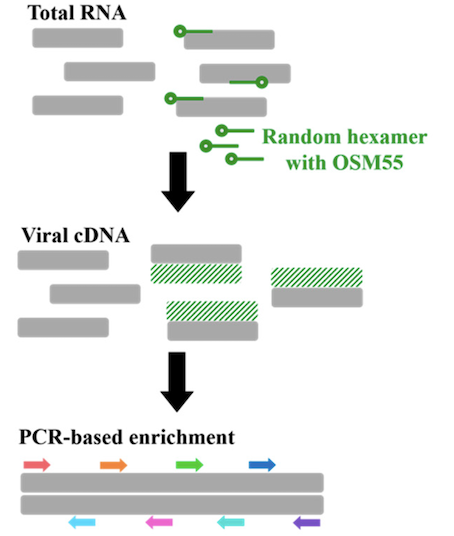 Total RNA
Random hexamer
with OSM55
Viral cDNA
PCR-based enrichment